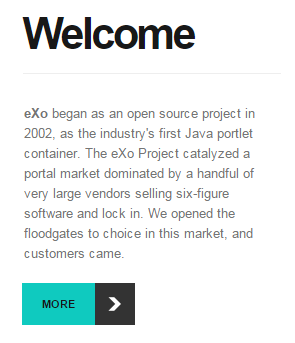 Welcome
eXo began as an open source project in
2002, as the industry's first Java portlet
container. The eXo Project catalyzed a
portal market dominated by a handful of
very large vendors selling six-figure
software and lock in. We opened the
floodgates to choice in this market, and
customers came.
MORE